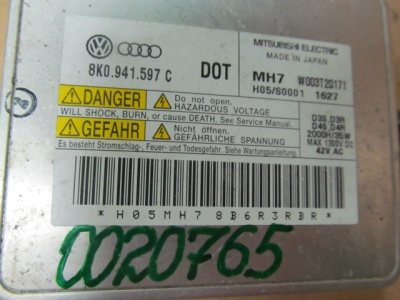 MITSUBISHI ELECTRIC
MADE IN JAPAN
8K0.941.597 C DOT MH7 W003T20171
H05/S0001 1627
DANGER Do not open.
HAZARDOUS VOLTAGE
WILL SHOCK, BURN, or cause DEATH. See Service Manual.
GEFAHR Nicht öffnen.
GEFÄHRLICHE SPANNUNG
Es besteht Stromschlag-, Feuer- und Todesgefahr. Siehe Wartungsanleitung
D3S,D3R
D4S,D4R
2000H/35W
MAX 1300V DC
42V AC
*H05MH78B6R3RBR*
0020765